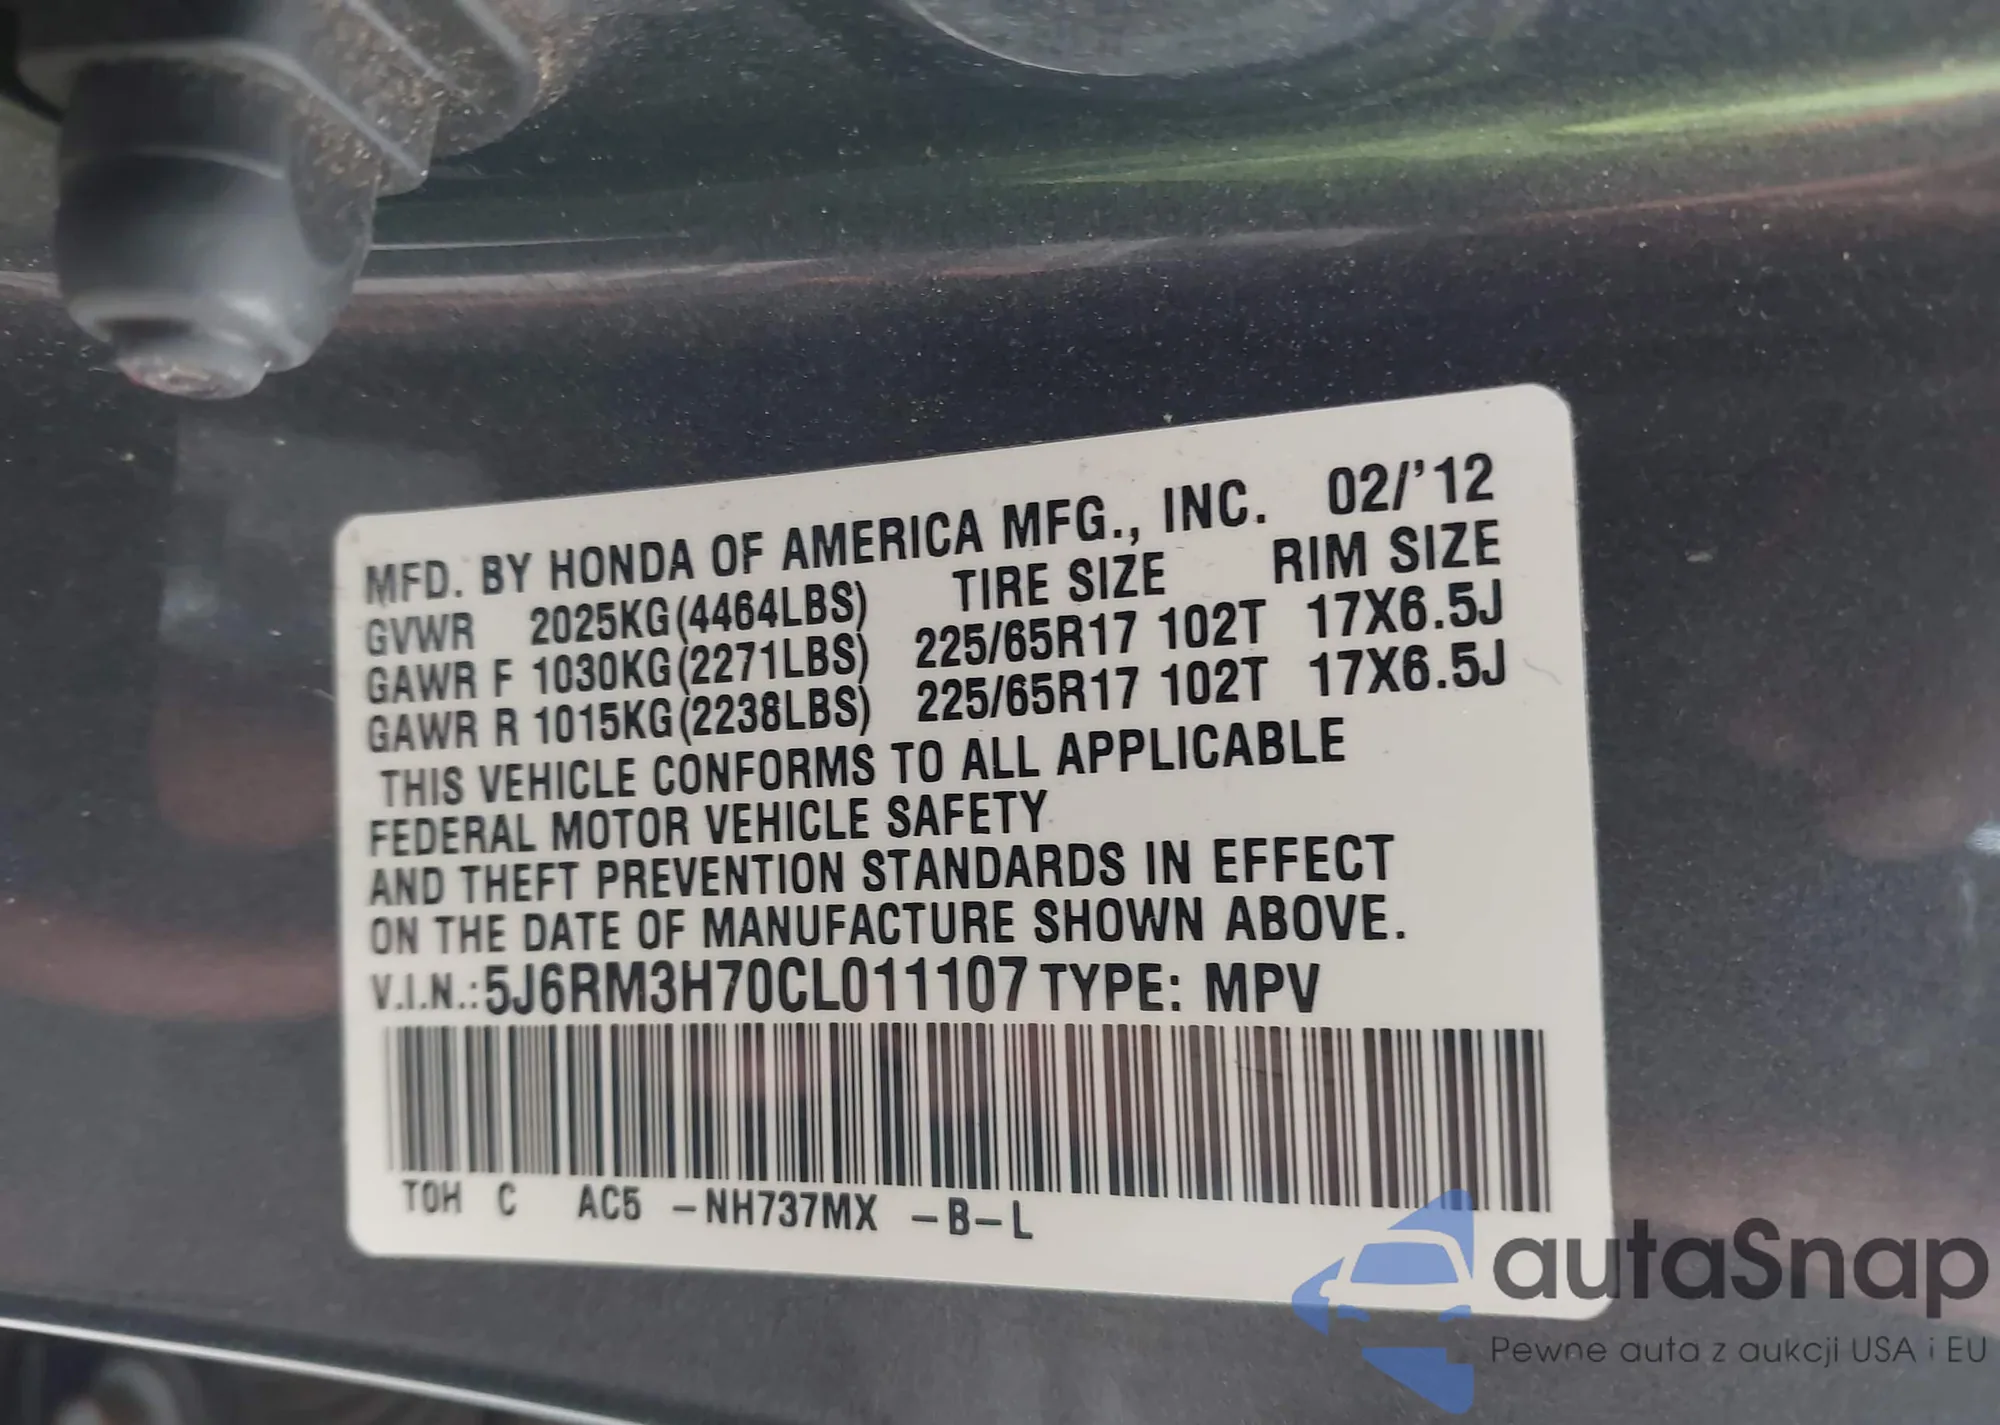 MFD. BY HONDA OF AMERICA MFG., INC. 02/'12
GVWR 2025KG(4464LBS) TIRE SIZE RIM SIZE
GAWR F 1030KG(2271LBS) 225/65R17 102T 17X6.5J
GAWR R 1015KG(2238LBS) 225/65R17 102T 17X6.5J
THIS VEHICLE CONFORMS TO ALL APPLICABLE
FEDERAL MOTOR VEHICLE SAFETY
AND THEFT PREVENTION STANDARDS IN EFFECT
ON THE DATE OF MANUFACTURE SHOWN ABOVE.
V.I.N.:5J6RM3H70CL011107 TYPE: MPV
TOH C AC5 -NH737MX -B-L
autaSnap
Pewne auta z aukcji USA i EU